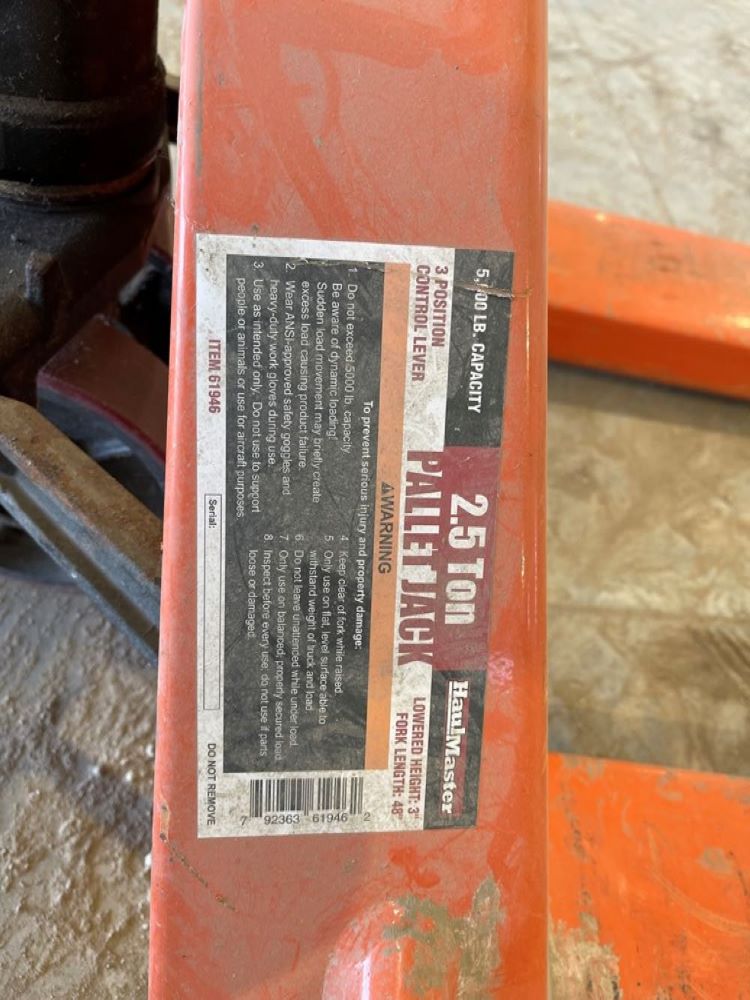 5,000 LB. CAPACITY
2.5 Ton
HaulMaster
3 POSITION
CONTROL LEVER
PALLET JACK
LOWERED HEIGHT: 3"
FORK LENGTH: 48"
⚠WARNING
To prevent serious injury and property damage:
1. Do not exceed 5000 lb. capacity.
Be aware of dynamic loading!
Sudden load movement may briefly create
excess load causing product failure.
2. Wear ANSI-approved safety goggles and
heavy-duty work gloves during use.
3. Use as intended only. Do not use to support
people or animals or use for aircraft purposes.
4. Keep clear of fork while raised.
5. Only use on flat, level surface able to
withstand weight of truck and load.
6. Do not leave unattended while under load.
7. Only use on balanced, properly secured load.
8. Inspect before every use; do not use if parts
loose or damaged.
ITEM 61946
Serial:
DO NOT REMOVE
7 92363 61946 2